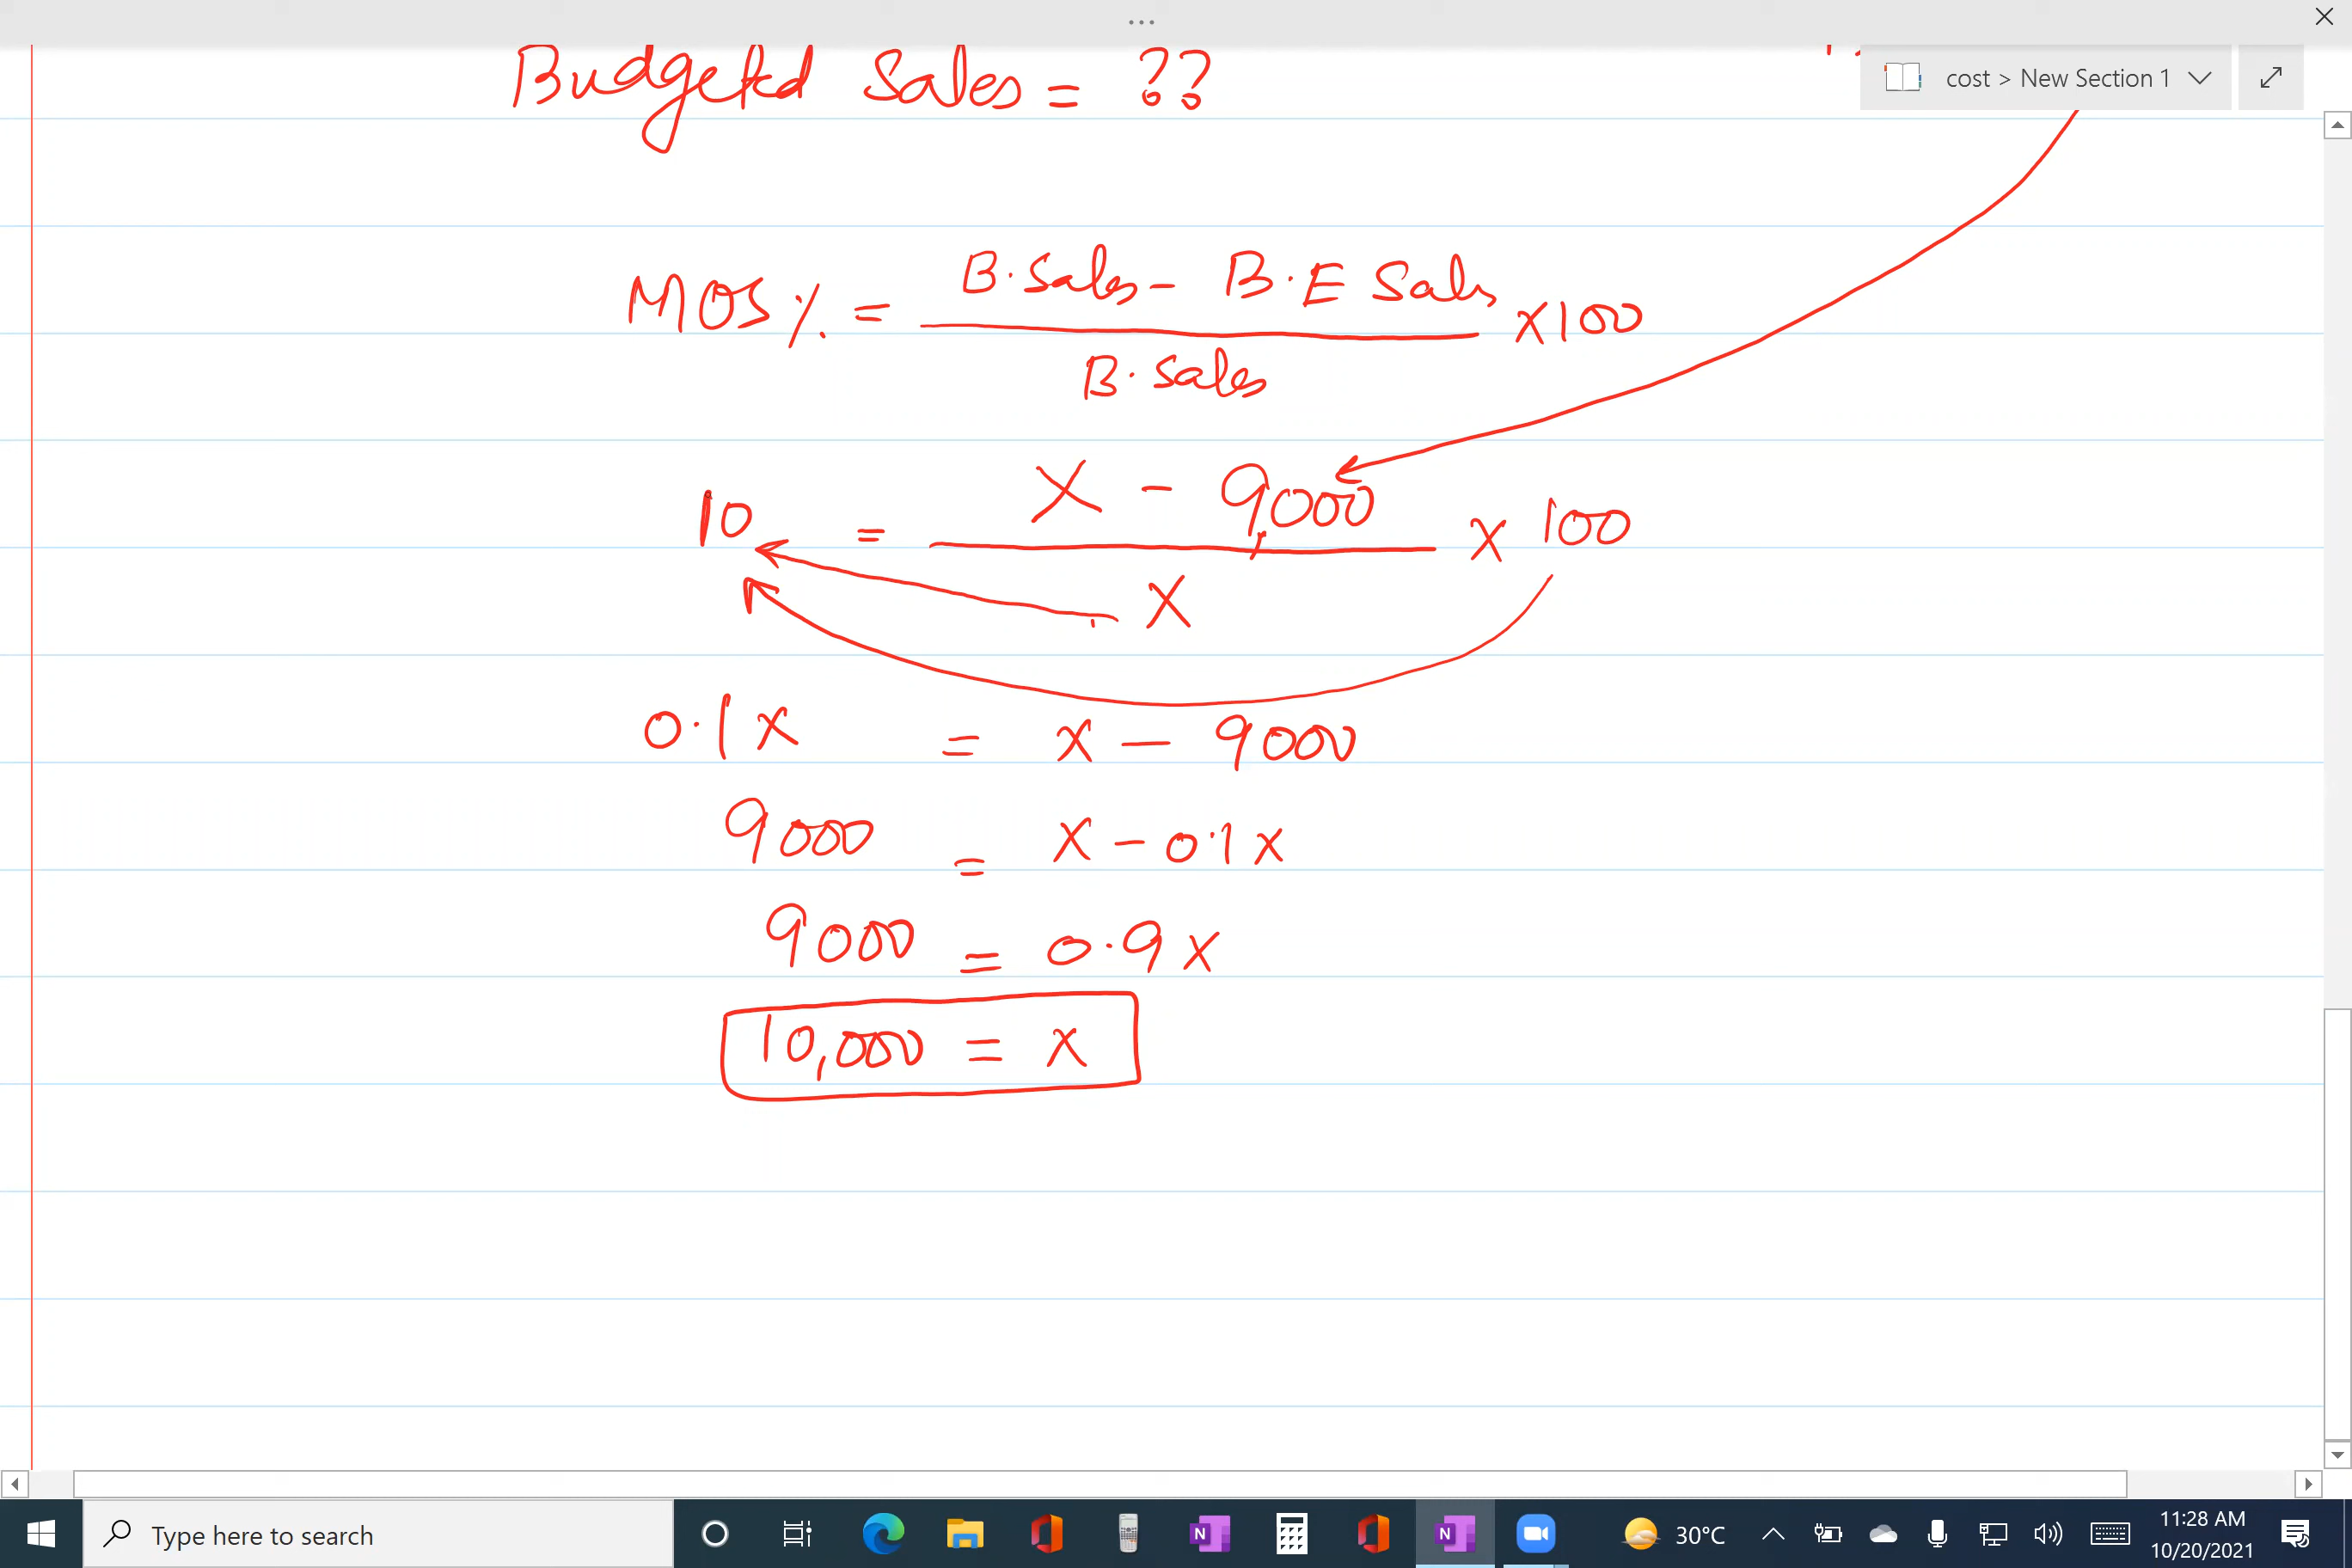 Budgeted Sales = ??
cost > New Section 1
MOS % = B.Sales - B.E Sales x100
B.Sales
10 = X - 9,000 x 100
X
0.1x = x - 9000
9000 = x - 0.1x
9000 = 0.9x
10,000 = x
Type here to search
30°C
11:28 AM
10/20/2021